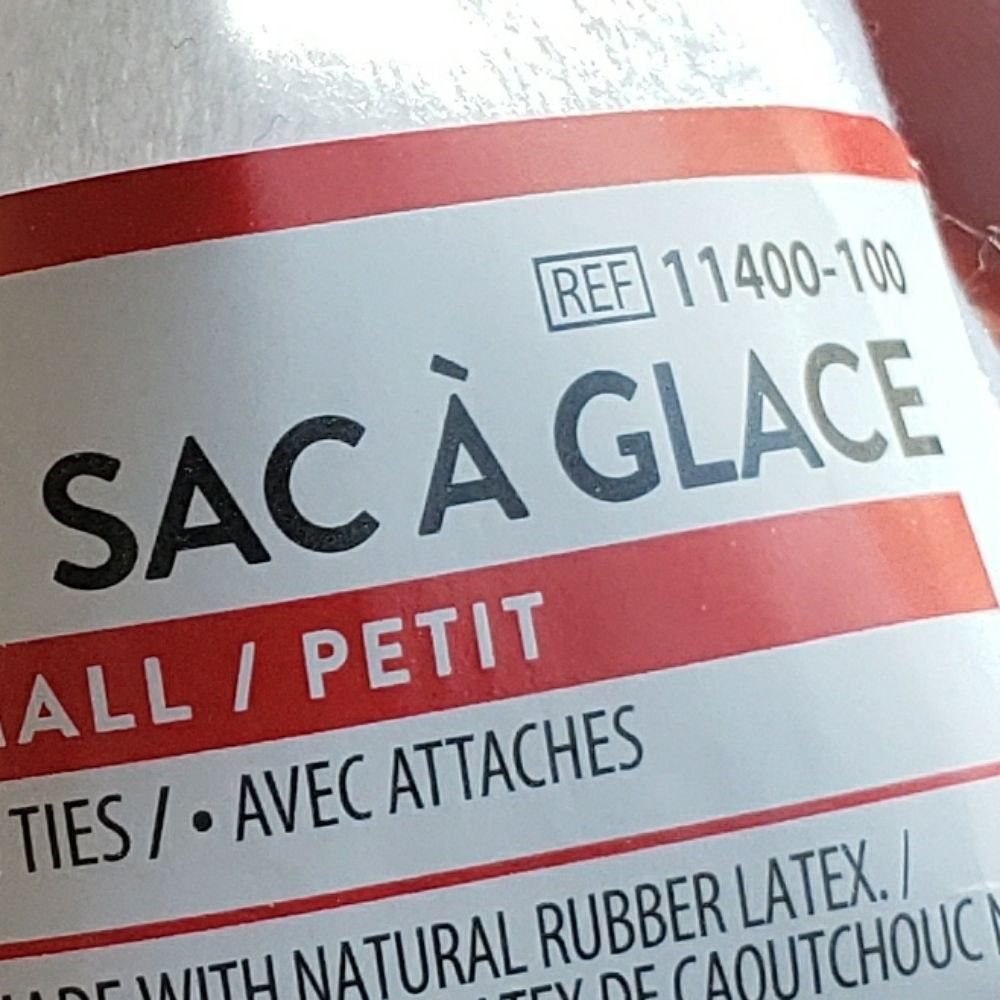 REF 11400-100
SAC À GLACE
ALL / PETIT
TIES / • AVEC ATTACHES
WITH NATURAL RUBBER LATEX. /
DE CAOUTCHOUC